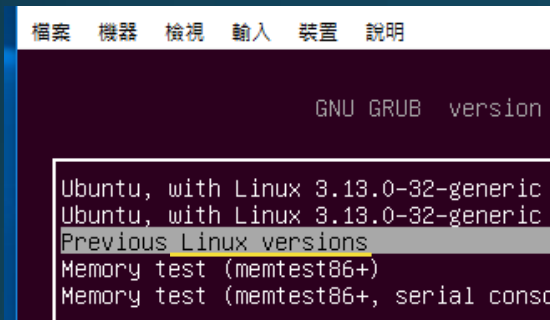 檔案 機器 檢視 輸入 裝置 說明
GNU GRUB version
Ubuntu, with Linux 3.13.0-32-generic
Ubuntu, with Linux 3.13.0-32-generic
Previous Linux versions
Memory test (memtest86+)
Memory test (memtest86+, serial